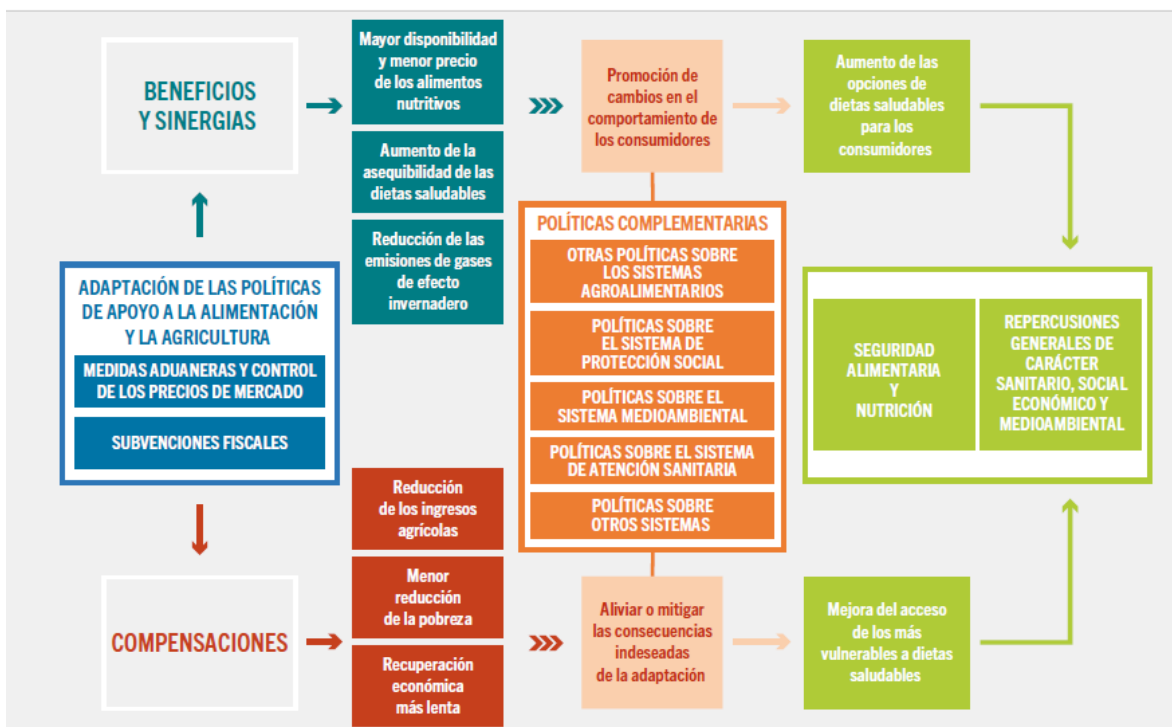 BENEFICIOS
Y SINERGIAS
Mayor disponibilidad
y menor precio
de los alimentos
nutritivos
Aumento de la
asequibilidad de las
dietas saludables
Reducción de las
emisiones de gases
de efecto
invernadero
Promoción de
cambios en el
comportamiento de
los consumidores
Aumento de las
opciones de
dietas saludables
para los
consumidores
ADAPTACIÓN DE LAS POLÍTICAS
DE APOYO A LA ALIMENTACIÓN
Y LA AGRICULTURA
MEDIDAS ADUANERAS Y CONTROL
DE LOS PRECIOS DE MERCADO
SUBVENCIONES FISCALES
POLÍTICAS COMPLEMENTARIAS
OTRAS POLÍTICAS SOBRE
LOS SISTEMAS
AGROALIMENTARIOS
POLÍTICAS SOBRE
EL SISTEMA DE
PROTECCIÓN SOCIAL
POLÍTICAS SOBRE EL
SISTEMA MEDIOAMBIENTAL
POLÍTICAS SOBRE EL SISTEMA
DE ATENCIÓN SANITARIA
POLÍTICAS SOBRE
OTROS SISTEMAS
SEGURIDAD
ALIMENTARIA
Y
NUTRICIÓN
REPERCUSIONES
GENERALES DE
CARÁCTER
SANITARIO, SOCIAL
ECONÓMICO Y
MEDIOAMBIENTAL
COMPENSACIONES
Reducción
de los ingresos
agrícolas
Menor
reducción
de la pobreza
Recuperación
económica
más lenta
Aliviar o mitigar
las consecuencias
indeseadas
de la adaptación
Mejora del acceso
de los más
vulnerables a dietas
saludables